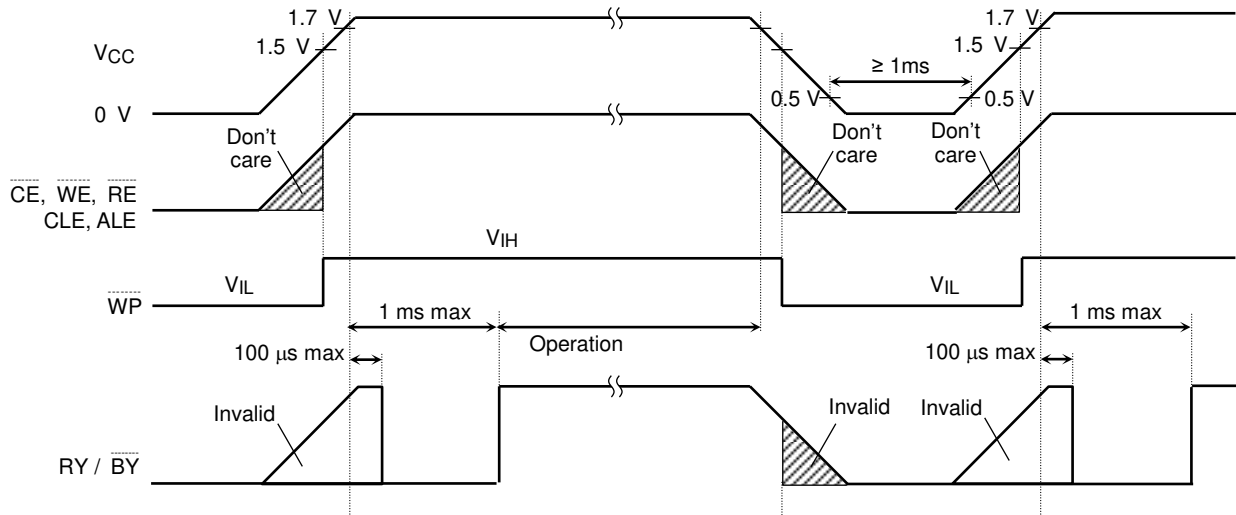 1.7 V
1.5 V
VCC
0 V
0.5 V
≥ 1ms
0.5 V
1.7 V
1.5 V
Don't
care
Don't
care
Don't
care
CE, WE, RE
CLE, ALE
VIH
VIL
VIL
WP
1 ms max
Operation
1 ms max
100 μs max
100 μs max
Invalid
Invalid
Invalid
RY / BY